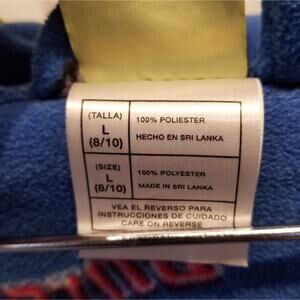 (TALLA)
L
(8/10)
100% POLIESTER
HECHO EN SRI LANKA
(SIZE)
L
(8/10)
100% POLYESTER
MADE IN SRI LANKA
VEA EL REVERSO PARA
INSTRUCCIONES DE CUIDADO
CARE ON REVERSE